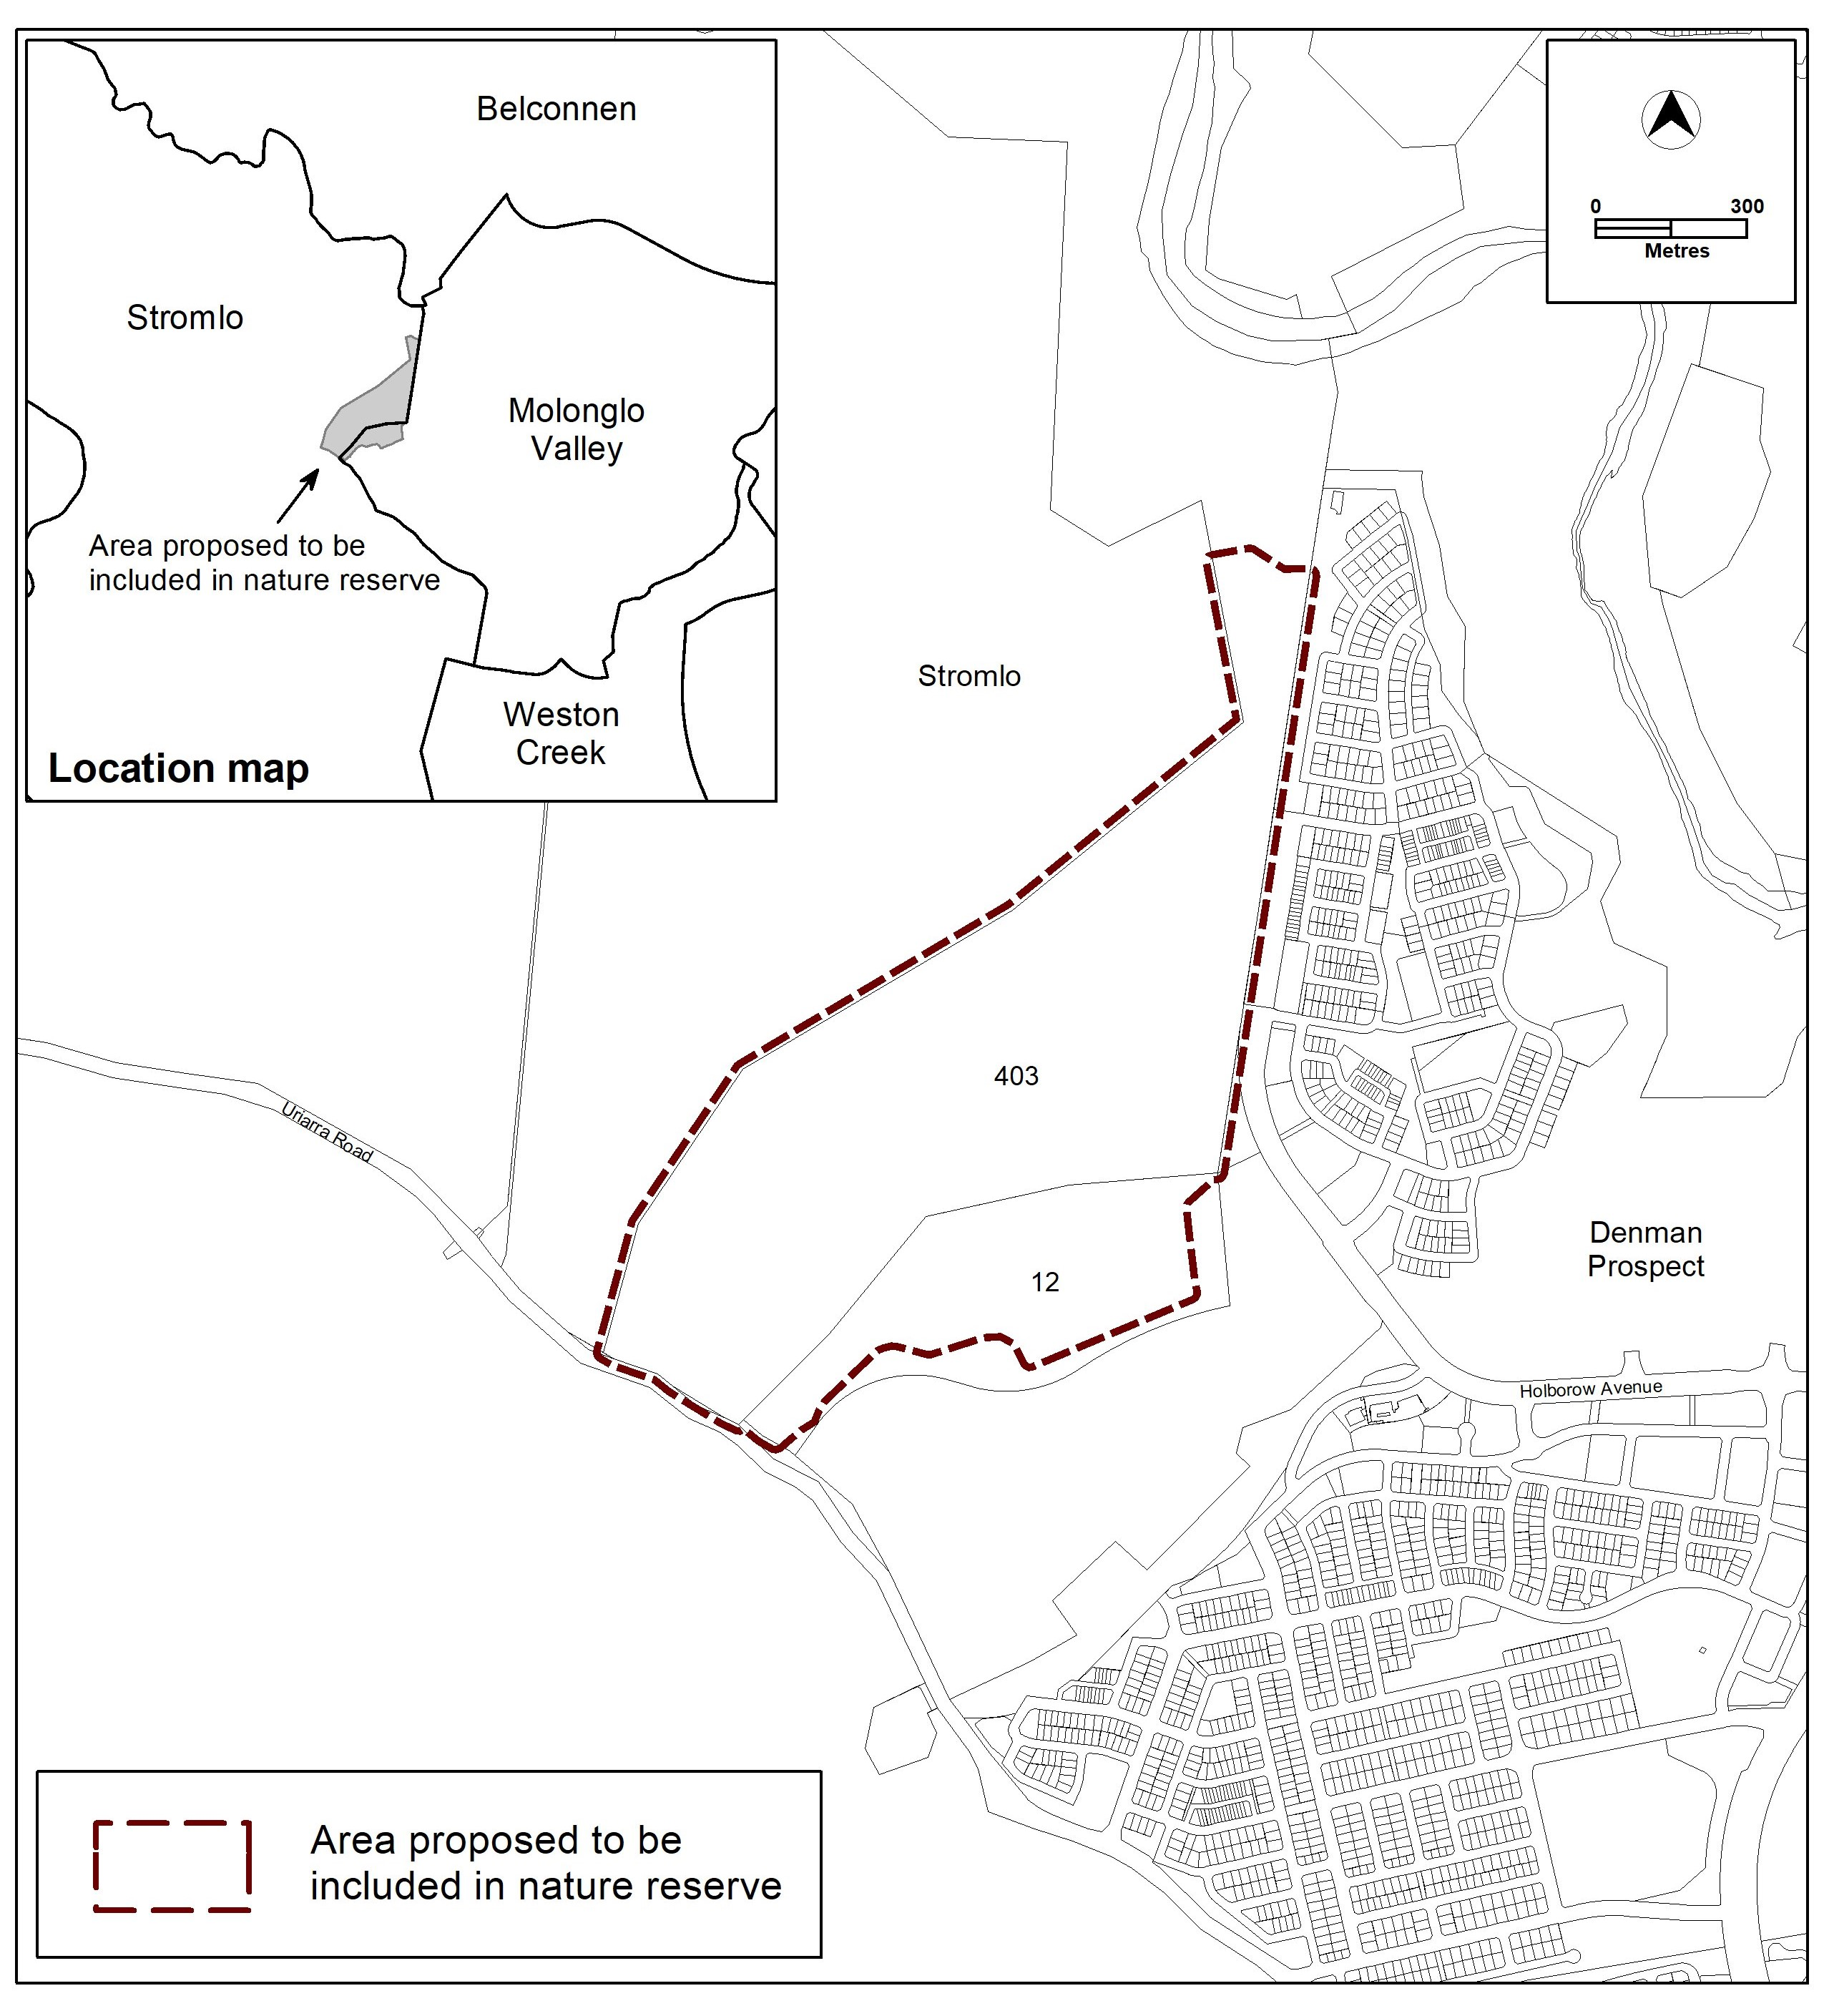 Belconnen
Stromlo
Molonglo
Valley
Area proposed to be
included in nature reserve
Weston
Creek
Location map
0 300
Metres
Stromlo
403
Uriarra Road
12
Denman
Prospect
Holborow Avenue
Area proposed to be
included in nature reserve